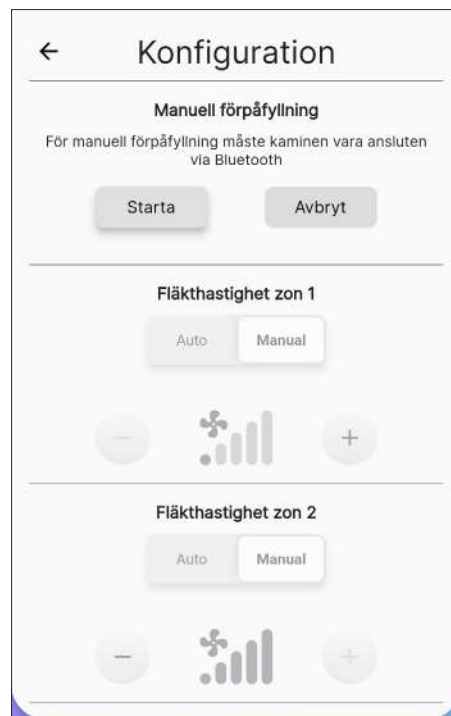 Konfiguration
Manuell förpåfyllning
För manuell förpåfyllning måste kaminen vara ansluten
via Bluetooth
Starta Avbryt
Fläkthastighet zon 1
Auto Manual
Fläkthastighet zon 2
Auto Manual